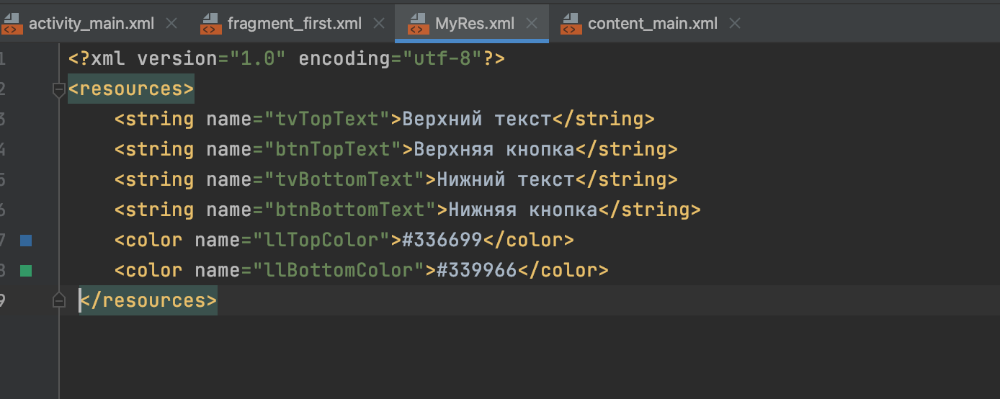 activity_main.xml fragment_first.xml MyRes.xml content_main.xml
1 <?xml version="1.0" encoding="utf-8"?>
2 <resources>
3 <string name="tvTopText">Верхний текст</string>
4 <string name="btnTopText">Верхняя кнопка</string>
5 <string name="tvBottomText">Нижний текст</string>
6 <string name="btnBottomText">Нижняя кнопка</string>
7 <color name="llTopColor">#336699</color>
8 <color name="llBottomColor">#339966</color>
9 </resources>